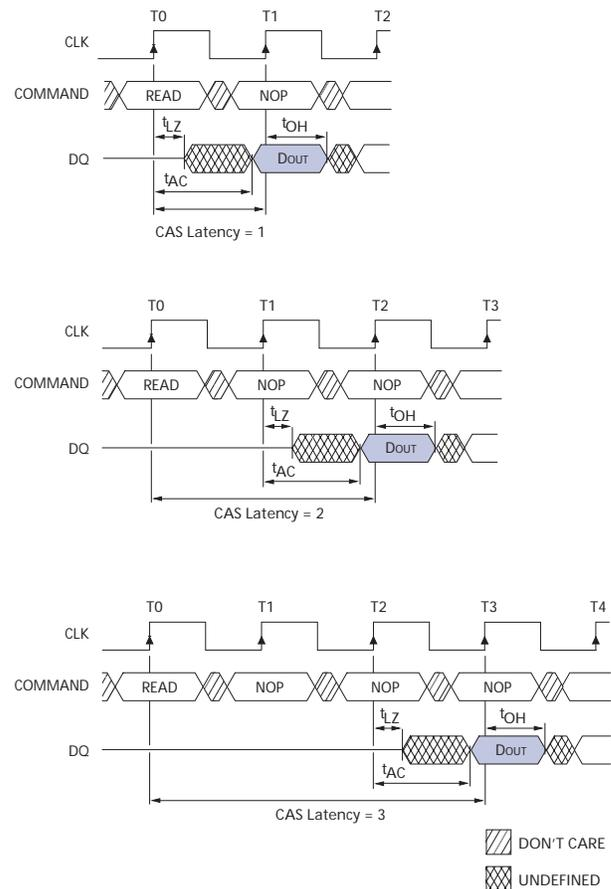 T0 T1 T2
CLK
COMMAND READ NOP
tLZ tOH
DQ DOUT
tAC
CAS Latency = 1
T0 T1 T2 T3
CLK
COMMAND READ NOP NOP
tLZ tOH
DQ DOUT
tAC
CAS Latency = 2
T0 T1 T2 T3 T4
CLK
COMMAND READ NOP NOP NOP
tLZ tOH
DQ DOUT
tAC
CAS Latency = 3
DON'T CARE
UNDEFINED